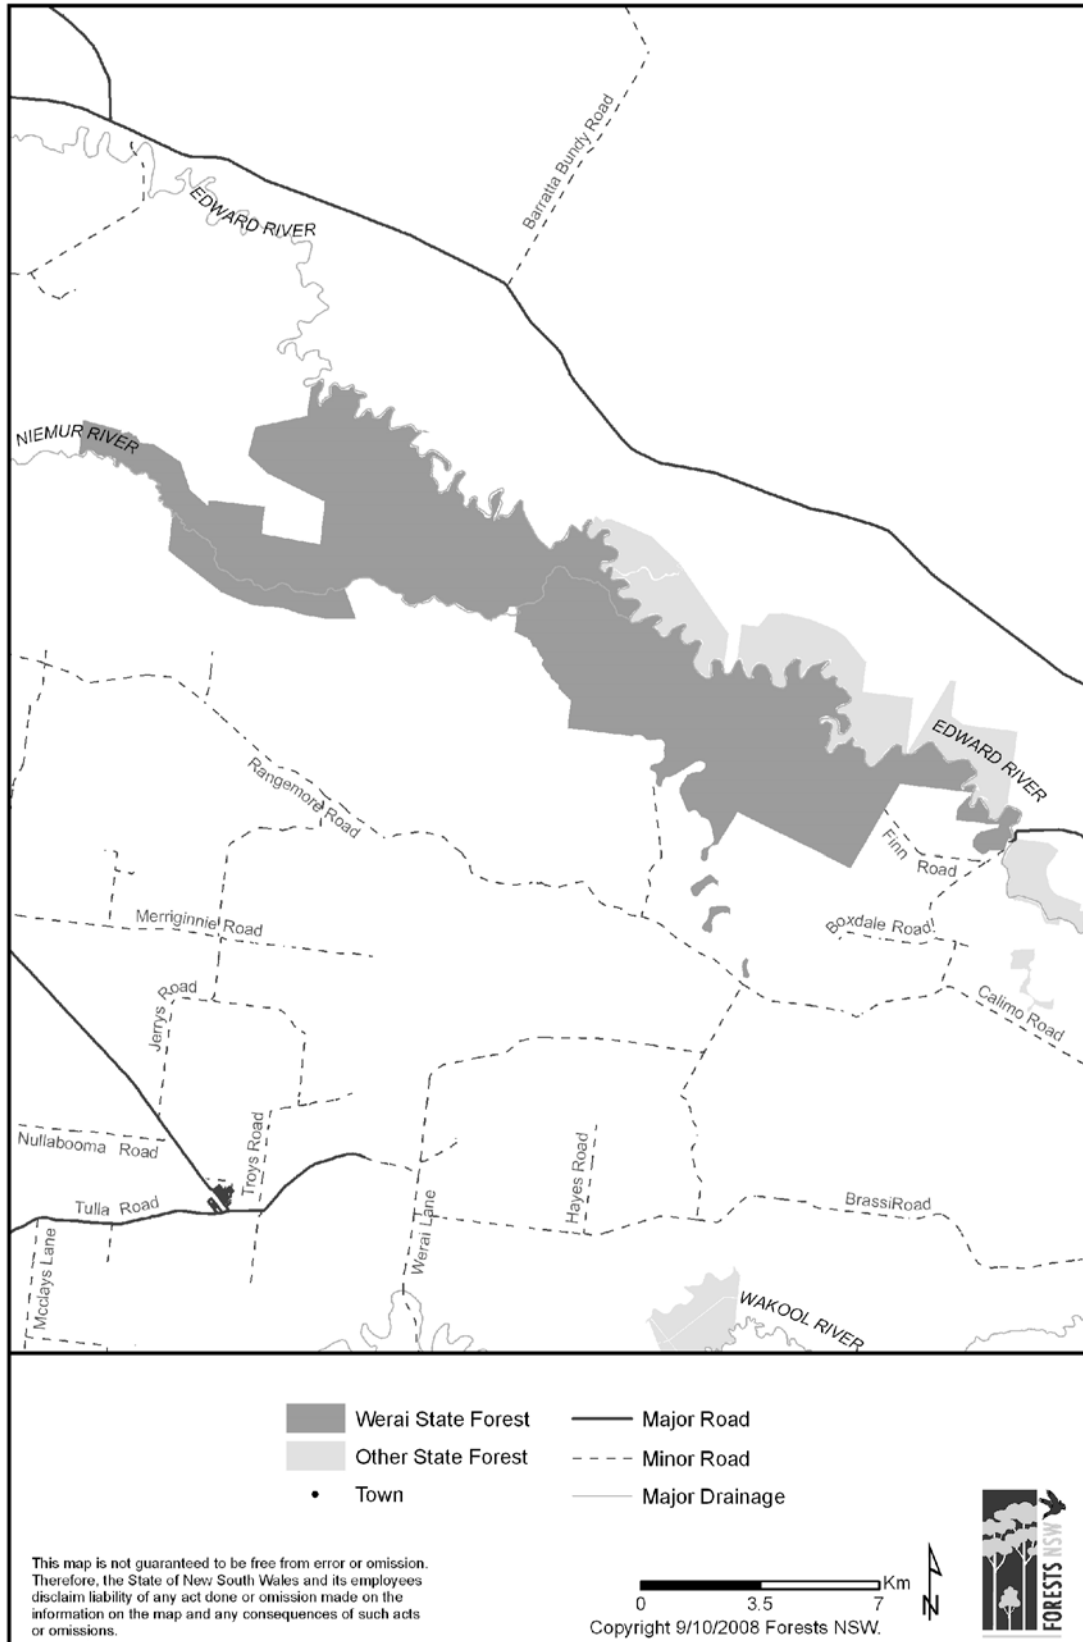 Barratta Bundy Road
EDWARD RIVER
NIEMUR RIVER
EDWARD RIVER
Rangemore Road
Finn Road
Merriginnie Road
Boxdale Road
Jerrys Road
Calimo Road
Nullabooma Road
Troys Road
Hayes Road
Tulla Road
Werai Lane
BrassiRoad
Mcclays Lane
WAKOOL RIVER
Werai State Forest
Other State Forest
Town
Major Road
Minor Road
Major Drainage
This map is not guaranteed to be free from error or omission.
Therefore, the State of New South Wales and its employees
disclaim liability of any act done or omission made on the
information on the map and any consequences of such acts
or omissions.
Km
0 3.5 7
Copyright 9/10/2008 Forests NSW.
N
FORESTS NSW